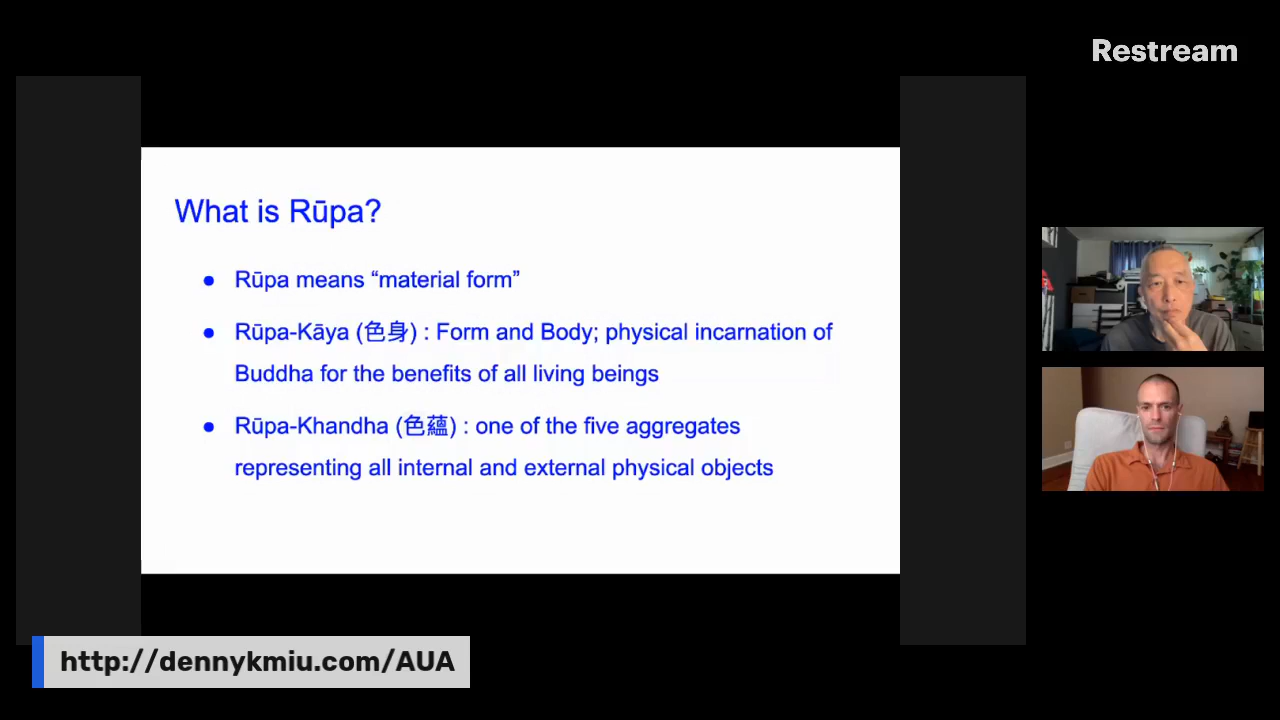 Restream
What is Rūpa?
● Rūpa means “material form”
● Rūpa-Kāya (色身) : Form and Body; physical incarnation of
Buddha for the benefits of all living beings
● Rūpa-Khandha (色蘊) : one of the five aggregates
representing all internal and external physical objects
http://dennykmiu.com/AUA